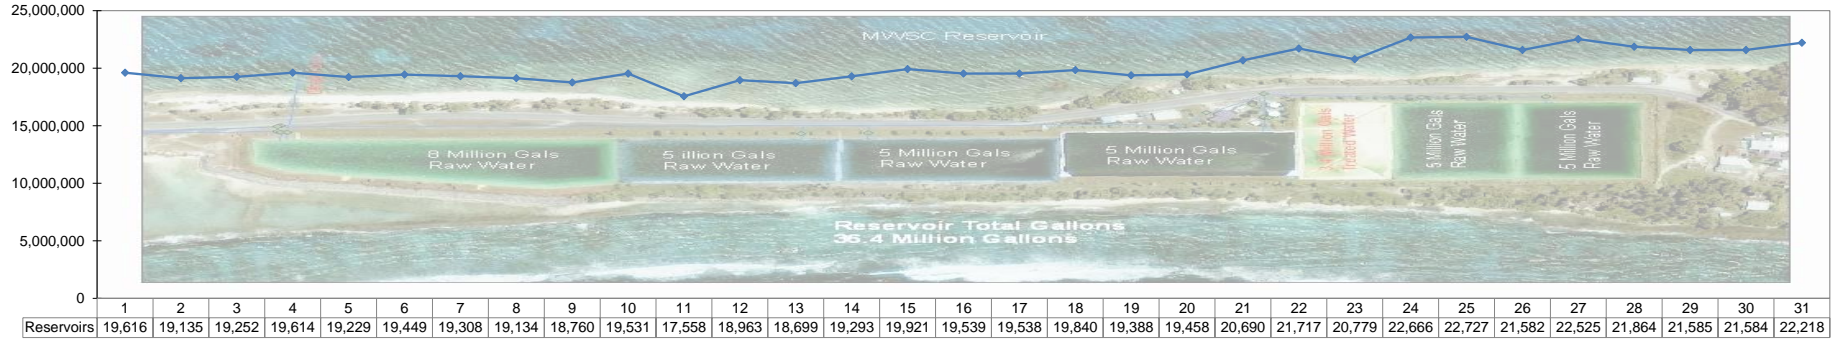 25,000,000
20,000,000
15,000,000
10,000,000
5,000,000
0
MWSC Reservoir
8 Million Gals
Raw Water
5 illion Gals
Raw Water
5 Million Gals
Raw Water
5 Million Gals
Raw Water
Million Gals
Treated Water
5 Million Gals
Raw Water
5 Million Gals
Raw Water
Reservoir Total Gallons
36.4 Million Gallons
1 2 3 4 5 6 7 8 9 10 11 12 13 14 15 16 17 18 19 20 21 22 23 24 25 26 27 28 29 30 31
Reservoirs 19,616 19,135 19,252 19,614 19,229 19,449 19,308 19,134 18,760 19,531 17,558 18,963 18,699 19,293 19,921 19,539 19,538 19,840 19,388 19,458 20,690 21,717 20,779 22,666 22,727 21,582 22,525 21,864 21,585 21,584 22,218